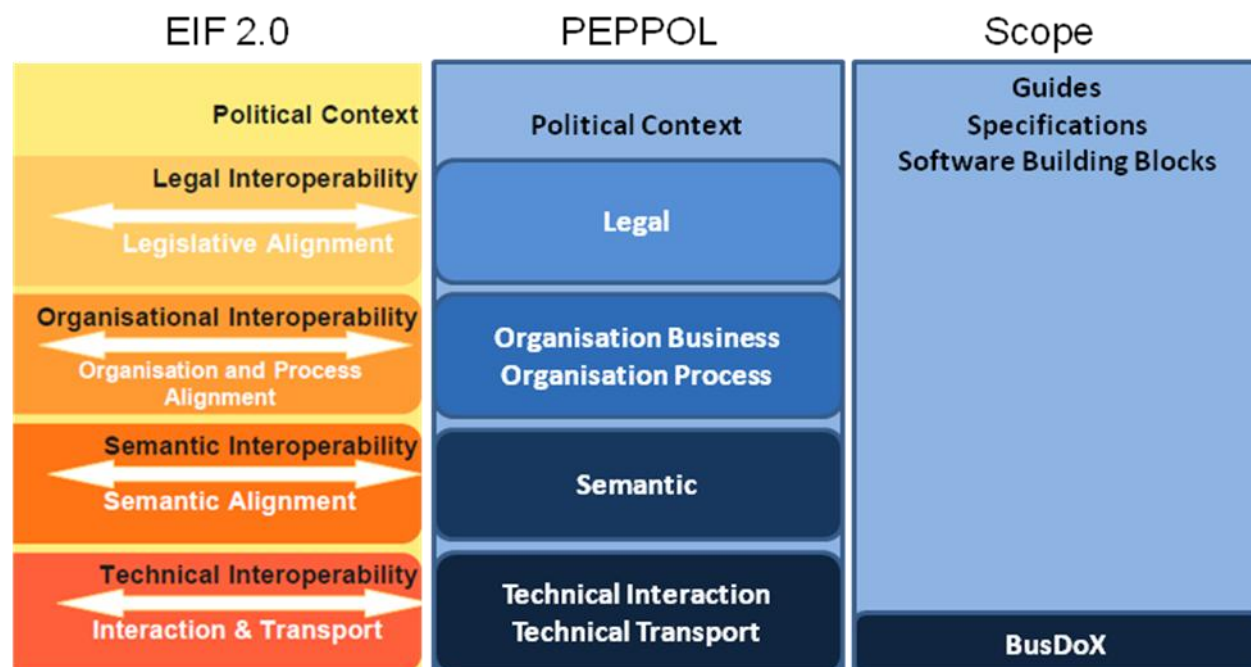 EIF 2.0
Political Context
Legal Interoperability
Legislative Alignment
Organisational Interoperability
Organisation and Process
Alignment
Semantic Interoperability
Semantic Alignment
Technical Interoperability
Interaction & Transport
PEPPOL
Political Context
Legal
Organisation Business
Organisation Process
Semantic
Technical Interaction
Technical Transport
Scope
Guides
Specifications
Software Building Blocks
BusDoX